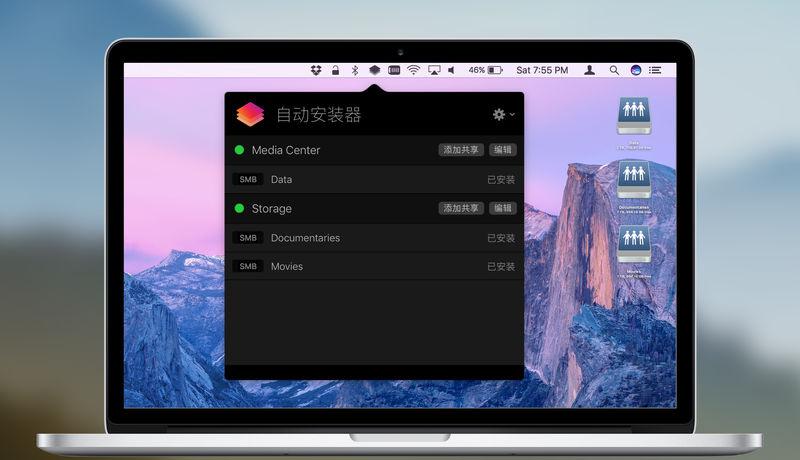 46%
Sat 7:55 PM
自动安装器
Media Center 添加共享 编辑
SMB Data 已安装
Storage 添加共享 编辑
SMB Documentaries 已安装
SMB Movies 已安装
Data
Documentaries
Movies